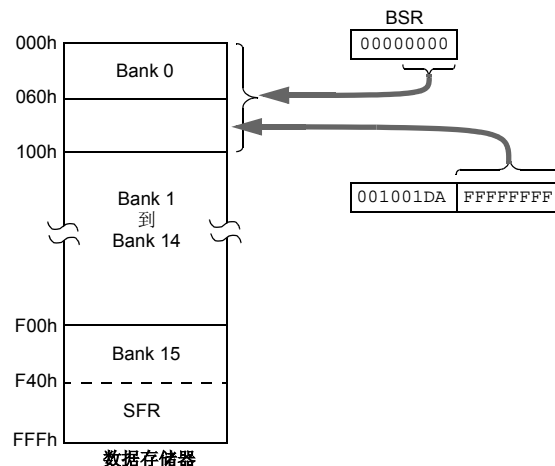 BSR
00000000
000h
Bank 0
060h
100h
001001DA FFFFFFFF
Bank 1
到
Bank 14
F00h
Bank 15
F40h
SFR
FFFh
数据存储器